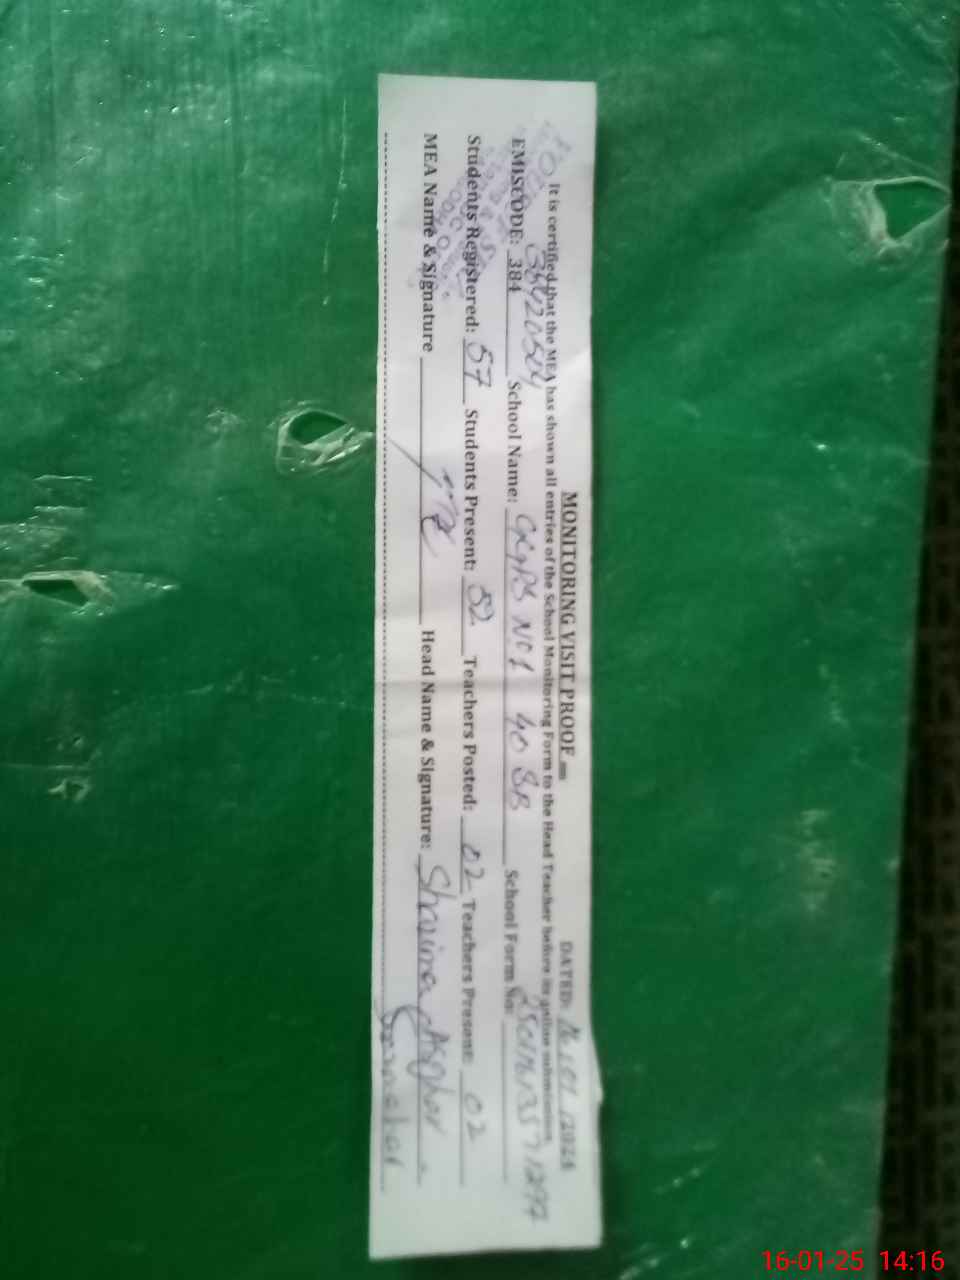 MONITORING VISIT PROOF
DATED: 16/01/2025
It is certified that the MEA has shown all entries of the School Monitoring Form to the Head Teacher before its online submission
EMISCODE: 384 38420504 School Name: No 1 40 SB School Form No:
Students Registered: 57 Students Present: 52 Teachers Posted: 02 Teachers Present: 02
MEA Name & Signature Head Name & Signature: Shazima Asghar
16-01-25 14:16